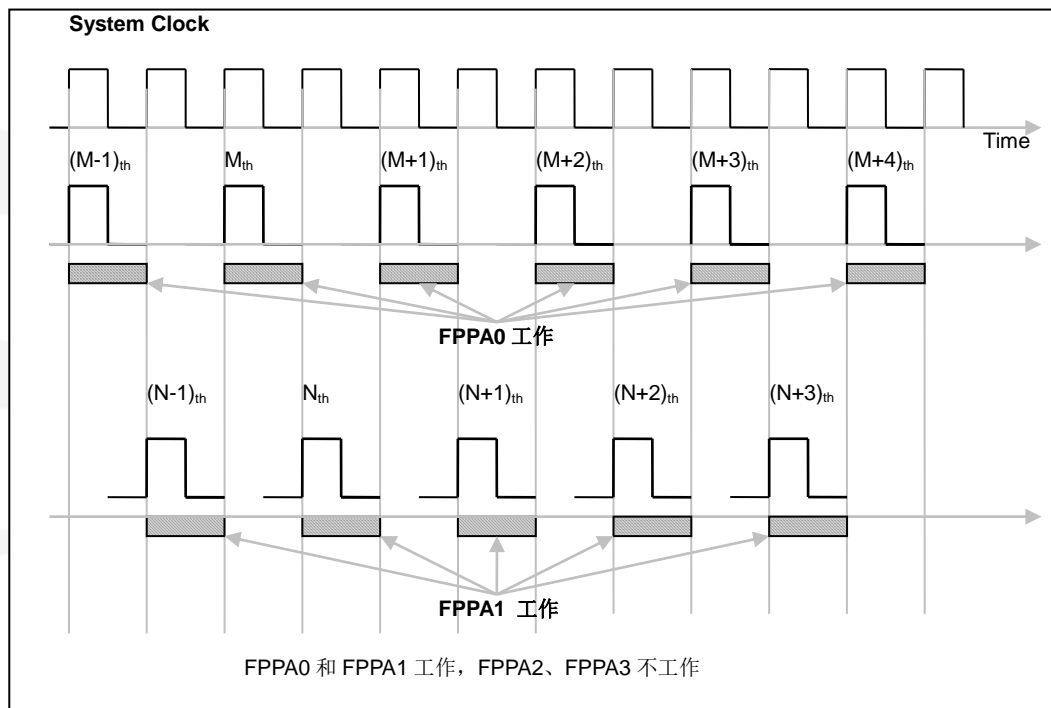 System Clock
Time
(M-1)th Mth (M+1)th (M+2)th (M+3)th (M+4)th
FPPA0 工作
(N-1)th Nth (N+1)th (N+2)th (N+3)th
FPPA1 工作
FPPA0 和 FPPA1 工作，FPPA2、FPPA3 不工作